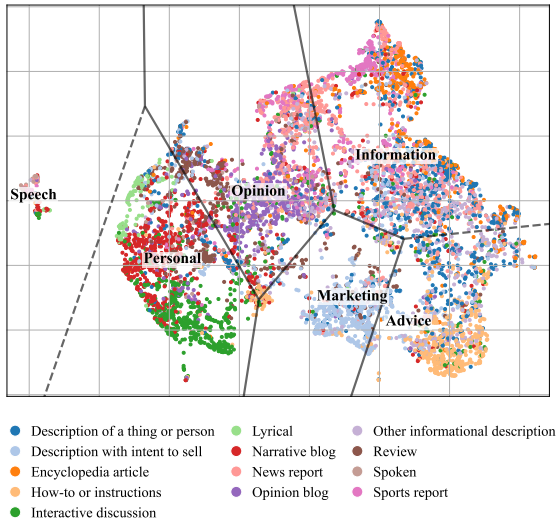 Information
Speech
Opinion
Personal
Marketing
Advice
Description of a thing or person
Lyrical
Other informational description
Description with intent to sell
Narrative blog
Review
Encyclopedia article
News report
Spoken
How-to or instructions
Opinion blog
Sports report
Interactive discussion